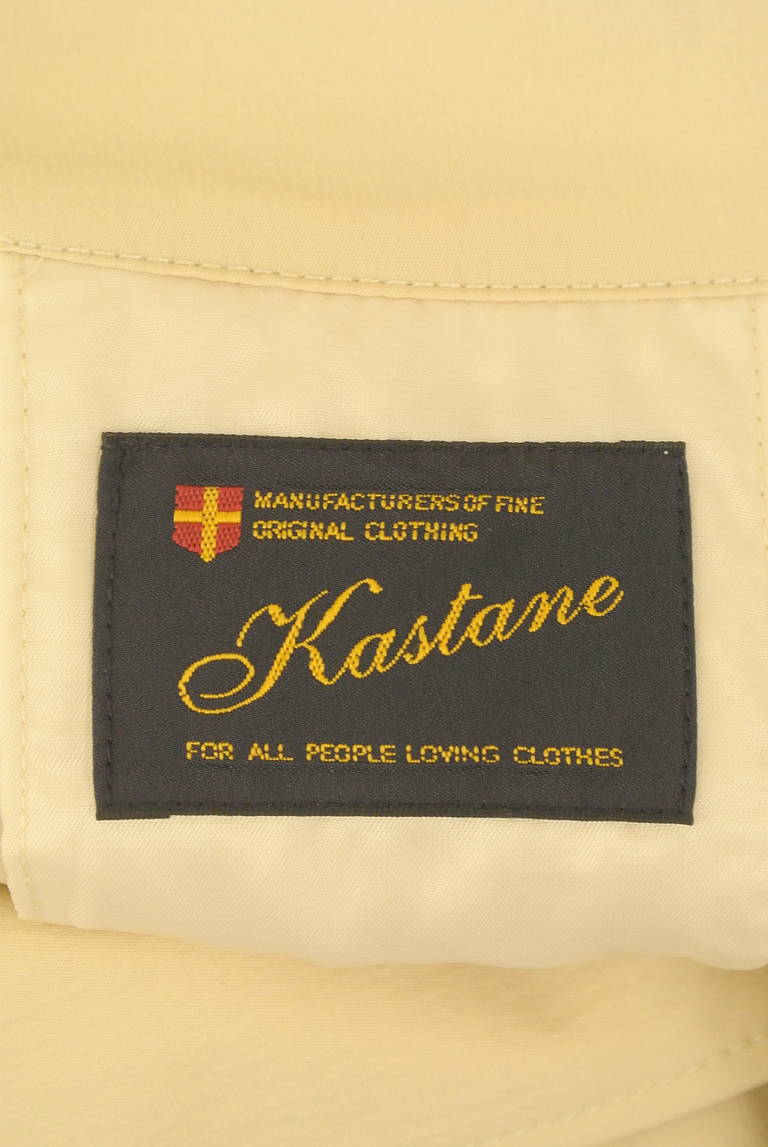 MANUFACTURERS OF FINE
ORIGINAL CLOTHING
Kastane
FOR ALL PEOPLE LOVING CLOTHES